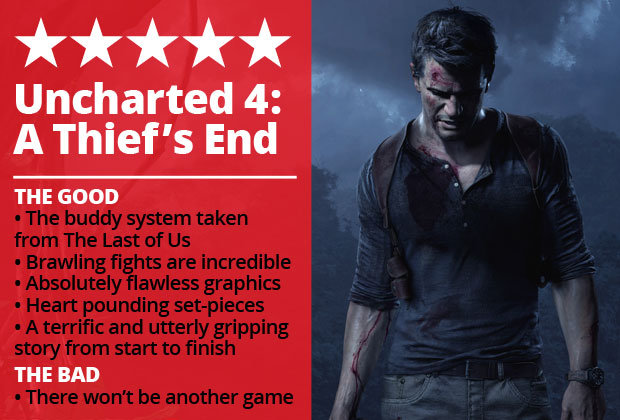 Uncharted 4:
A Thief's End
THE GOOD
• The buddy system taken
from The Last of Us
• Brawling fights are incredible
• Absolutely flawless graphics
• Heart pounding set-pieces
• A terrific and utterly gripping
story from start to finish
THE BAD
• There won't be another game